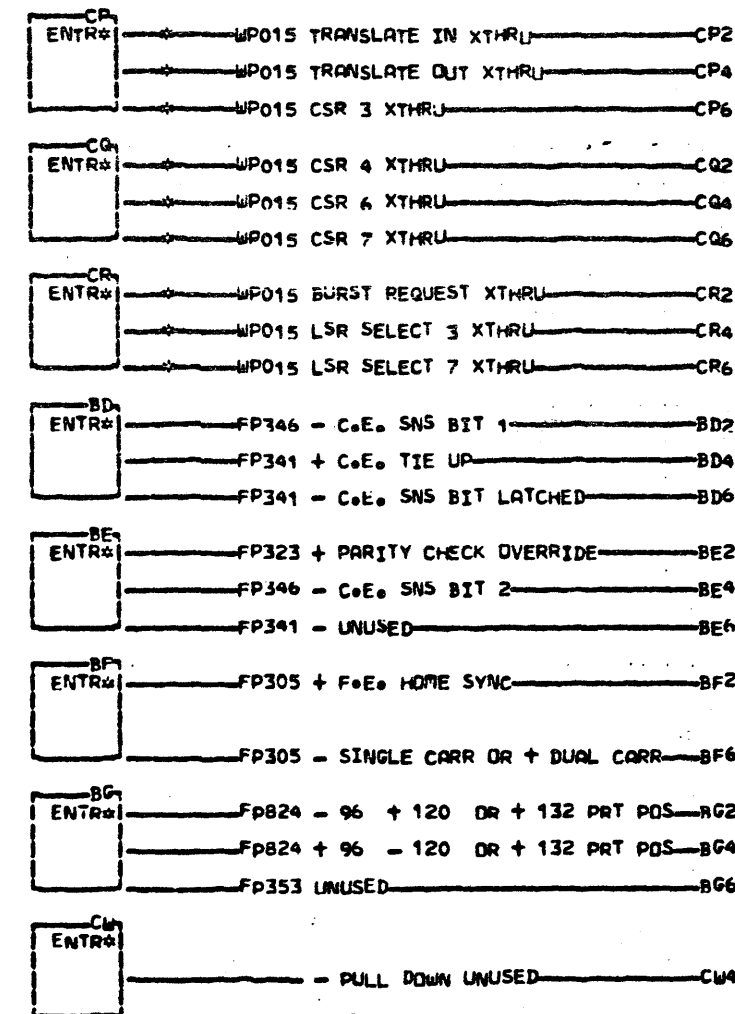 CP
ENTR* WP015 TRANSLATE IN XTHRU CP2
WP015 TRANSLATE OUT XTHRU CP4
WP015 CSR 3 XTHRU CP6
CQ
ENTR* WP015 CSR 4 XTHRU CQ2
WP015 CSR 6 XTHRU CQ4
WP015 CSR 7 XTHRU CQ6
CR
ENTR* WP015 BURST REQUEST XTHRU CR2
WP015 LSR SELECT 3 XTHRU CR4
WP015 LSR SELECT 7 XTHRU CR6
BD
ENTR* FP346 - C.E. SNS BIT 1 BD2
FP341 + C.E. TIE UP BD4
FP341 - C.E. SNS BIT LATCHED BD6
BE
ENTR* FP323 + PARITY CHECK OVERRIDE BE2
FP346 - C.E. SNS BIT 2 BE4
FP341 - UNUSED BE6
BF
ENTR* FP305 + F.E. HOME SYNC BF2
FP305 - SINGLE CARR OR + DUAL CARR BF6
BG
ENTR* FP824 - 96 + 120 OR + 132 PRT POS BG2
FP824 + 96 - 120 OR + 132 PRT POS BG4
FP353 UNUSED BG6
CW
ENTR*
- PULL DOWN UNUSED CW4